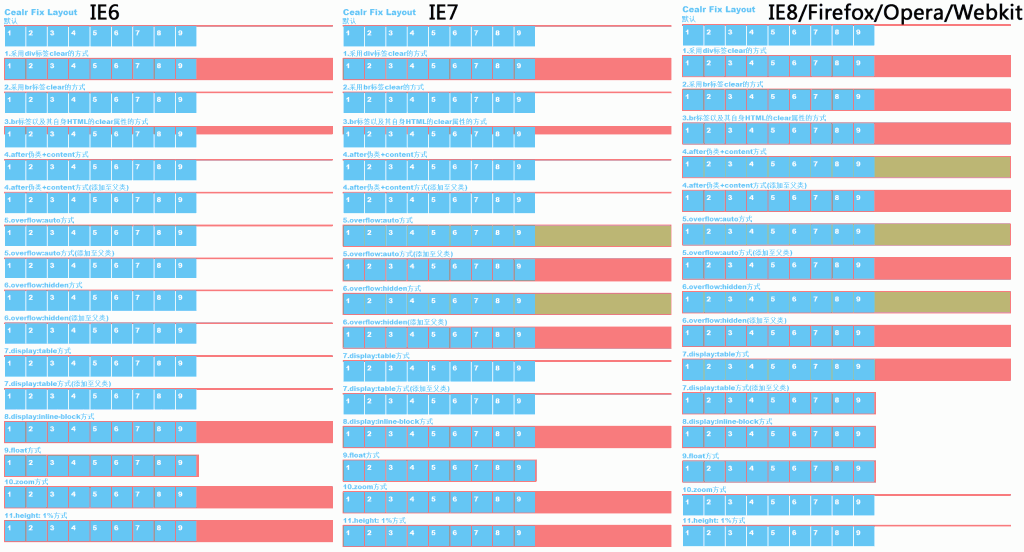 IE6
Cealr Fix Layout
默认
1 2 3 4 5 6 7 8 9
1.采用div标签clear的方式
1 2 3 4 5 6 7 8 9
2.采用br标签clear的方式
1 2 3 4 5 6 7 8 9
3.br标签以及其自身HTML的clear属性的方式
1 2 3 4 5 6 7 8 9
4.after伪类+content方式
1 2 3 4 5 6 7 8 9
4.after伪类+content方式(添加至父类)
1 2 3 4 5 6 7 8 9
5.overflow:auto方式
1 2 3 4 5 6 7 8 9
5.overflow:auto方式(添加至父类)
1 2 3 4 5 6 7 8 9
6.overflow:hidden方式
1 2 3 4 5 6 7 8 9
6.overflow:hidden(添加至父类)
1 2 3 4 5 6 7 8 9
7.display:table方式
1 2 3 4 5 6 7 8 9
7.display:table方式(添加至父类)
1 2 3 4 5 6 7 8 9
8.display:inline-block方式
1 2 3 4 5 6 7 8 9
9.float方式
1 2 3 4 5 6 7 8 9
10.zoom方式
1 2 3 4 5 6 7 8 9
11.height: 1%方式
1 2 3 4 5 6 7 8 9
IE7
Cealr Fix Layout
默认
1 2 3 4 5 6 7 8 9
1.采用div标签clear的方式
1 2 3 4 5 6 7 8 9
2.采用br标签clear的方式
1 2 3 4 5 6 7 8 9
3.br标签以及其自身HTML的clear属性的方式
1 2 3 4 5 6 7 8 9
4.after伪类+content方式
1 2 3 4 5 6 7 8 9
4.after伪类+content方式(添加至父类)
1 2 3 4 5 6 7 8 9
5.overflow:auto方式
1 2 3 4 5 6 7 8 9
5.overflow:auto方式(添加至父类)
1 2 3 4 5 6 7 8 9
6.overflow:hidden方式
1 2 3 4 5 6 7 8 9
6.overflow:hidden(添加至父类)
1 2 3 4 5 6 7 8 9
7.display:table方式
1 2 3 4 5 6 7 8 9
7.display:table方式(添加至父类)
1 2 3 4 5 6 7 8 9
8.display:inline-block方式
1 2 3 4 5 6 7 8 9
9.float方式
1 2 3 4 5 6 7 8 9
10.zoom方式
1 2 3 4 5 6 7 8 9
11.height: 1%方式
1 2 3 4 5 6 7 8 9
IE8/Firefox/Opera/Webkit
Cealr Fix Layout
默认
1 2 3 4 5 6 7 8 9
1.采用div标签clear的方式
1 2 3 4 5 6 7 8 9
2.采用br标签clear的方式
1 2 3 4 5 6 7 8 9
3.br标签以及其自身HTML的clear属性的方式
1 2 3 4 5 6 7 8 9
4.after伪类+content方式
1 2 3 4 5 6 7 8 9
4.after伪类+content方式(添加至父类)
1 2 3 4 5 6 7 8 9
5.overflow:auto方式
1 2 3 4 5 6 7 8 9
5.overflow:auto方式(添加至父类)
1 2 3 4 5 6 7 8 9
6.overflow:hidden方式
1 2 3 4 5 6 7 8 9
6.overflow:hidden(添加至父类)
1 2 3 4 5 6 7 8 9
7.display:table方式
1 2 3 4 5 6 7 8 9
7.display:table方式(添加至父类)
1 2 3 4 5 6 7 8 9
8.display:inline-block方式
1 2 3 4 5 6 7 8 9
9.float方式
1 2 3 4 5 6 7 8 9
10.zoom方式
1 2 3 4 5 6 7 8 9
11.height: 1%方式
1 2 3 4 5 6 7 8 9